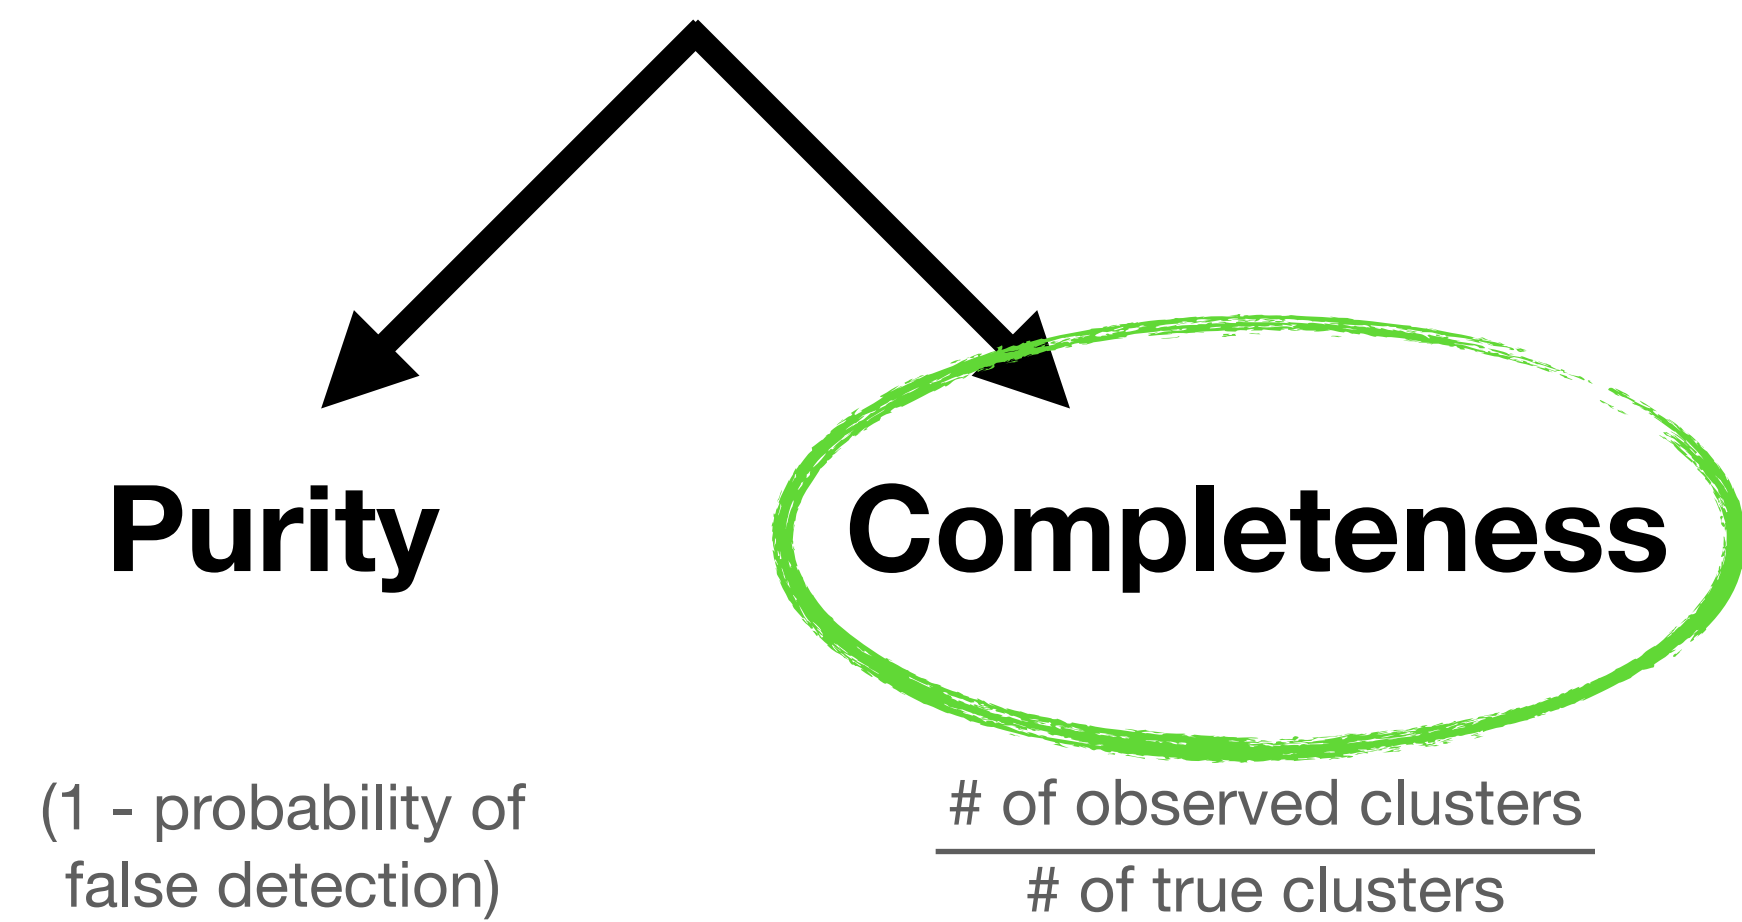 Purity
Completeness
(1 - probability of
false detection)
# of observed clusters
# of true clusters